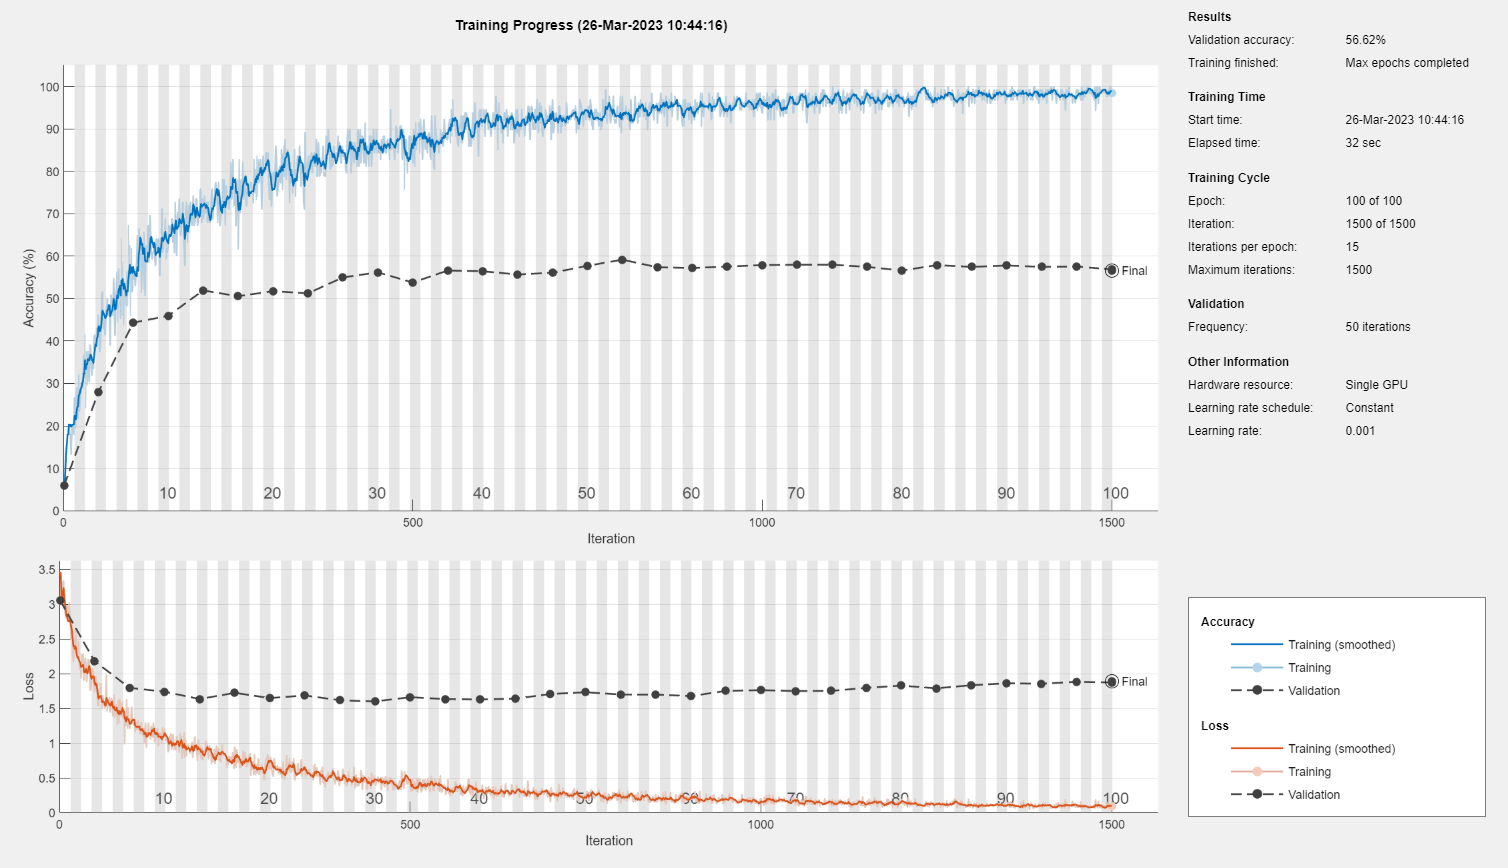 Training Progress (26-Mar-2023 10:44:16)
Accuracy (%)
100
90
80
70
60
50
40
30
20
10
0
10 20 30 40 50 60 70 80 90 100
0 500 1000 1500
Iteration
Final
Loss
3.5
3
2.5
2
1.5
1
0.5
0
10 20 30 40 50 60 70 80 90 100
0 500 1000 1500
Iteration
Final
Results
Validation accuracy: 56.62%
Training finished: Max epochs completed
Training Time
Start time: 26-Mar-2023 10:44:16
Elapsed time: 32 sec
Training Cycle
Epoch: 100 of 100
Iteration: 1500 of 1500
Iterations per epoch: 15
Maximum iterations: 1500
Validation
Frequency: 50 iterations
Other Information
Hardware resource: Single GPU
Learning rate schedule: Constant
Learning rate: 0.001
Accuracy
Training (smoothed)
Training
Validation
Loss
Training (smoothed)
Training
Validation